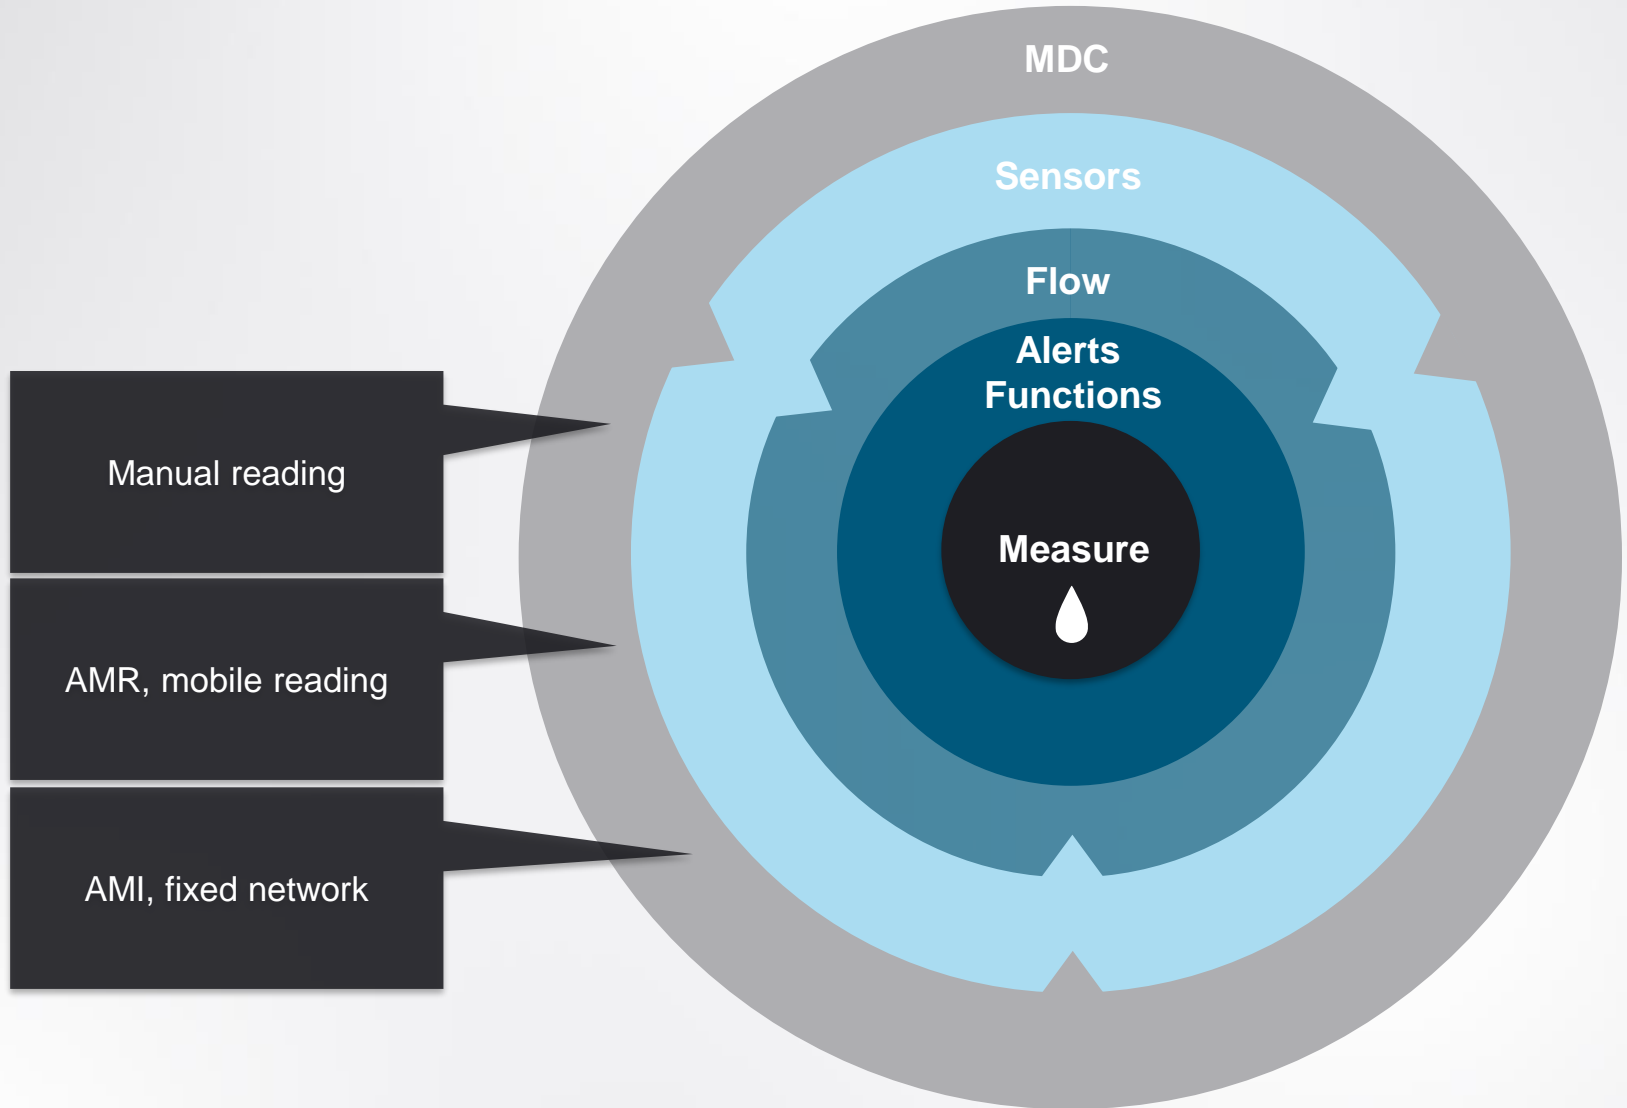 MDC
Sensors
Flow
Alerts
Functions
Measure
Manual reading
AMR, mobile reading
AMI, fixed network